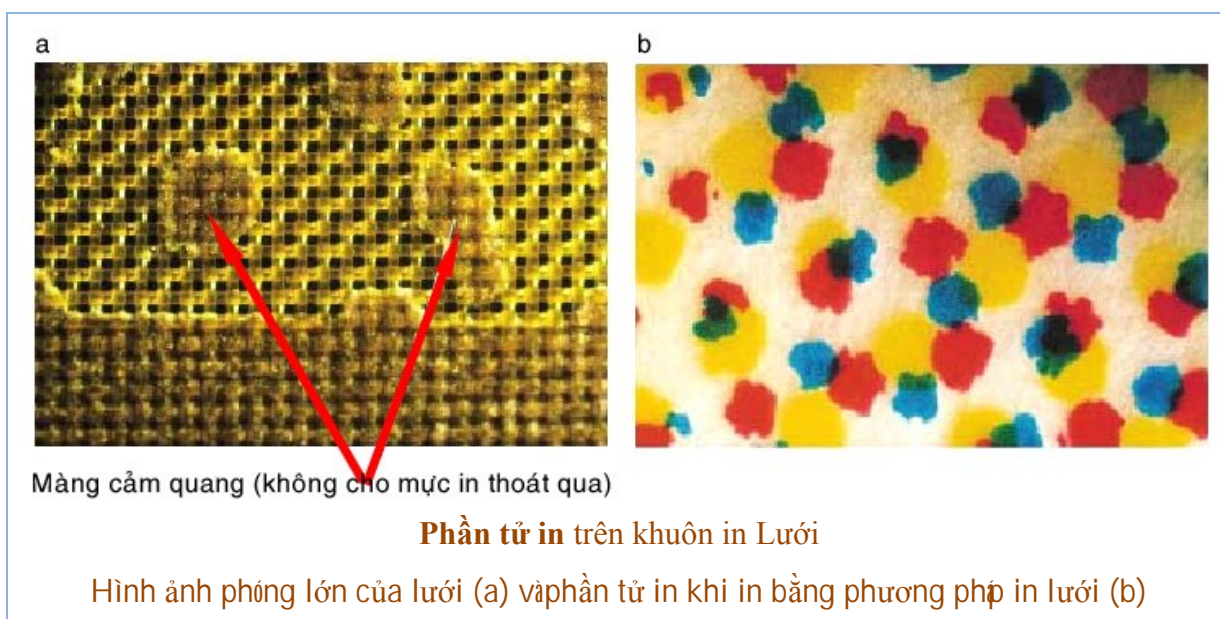 a
b
Màng cảm quang (không cho mực in thoát qua)
Phần tử in trên khuôn in Lưới
Hình ảnh phóng lớn của lưới (a) và phần tử in khi in bằng phương pháp in lưới (b)